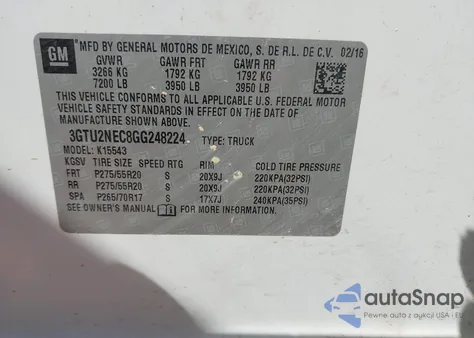 GM
MFD BY GENERAL MOTORS DE MEXICO, S. DE R.L. DE C.V. 02/16
GVWR GAWR FRT GAWR RR
3266 KG 1792 KG 1792 KG
7200 LB 3950 LB 3950 LB
THIS VEHICLE CONFORMS TO ALL APPLICABLE U.S. FEDERAL MOTOR
VEHICLE SAFETY STANDARDS IN EFFECT ON THE DATE OF
MANUFACTURE SHOWN ABOVE.
3GTU2NEC8GG248224 TYPE: TRUCK
MODEL: K15543
KGSV TIRE SIZE SPEED RTG RIM COLD TIRE PRESSURE
FRT P275/55R20 S 20X9J 220KPA(32PSI)
RR P275/55R20 S 20X9J 220KPA(32PSI)
SPA P265/70R17 S 17X7J 240KPA(35PSI)
SEE OWNER'S MANUAL FOR MORE INFORMATION.
autoSnap
Pewne auto z aukcji USA - EU